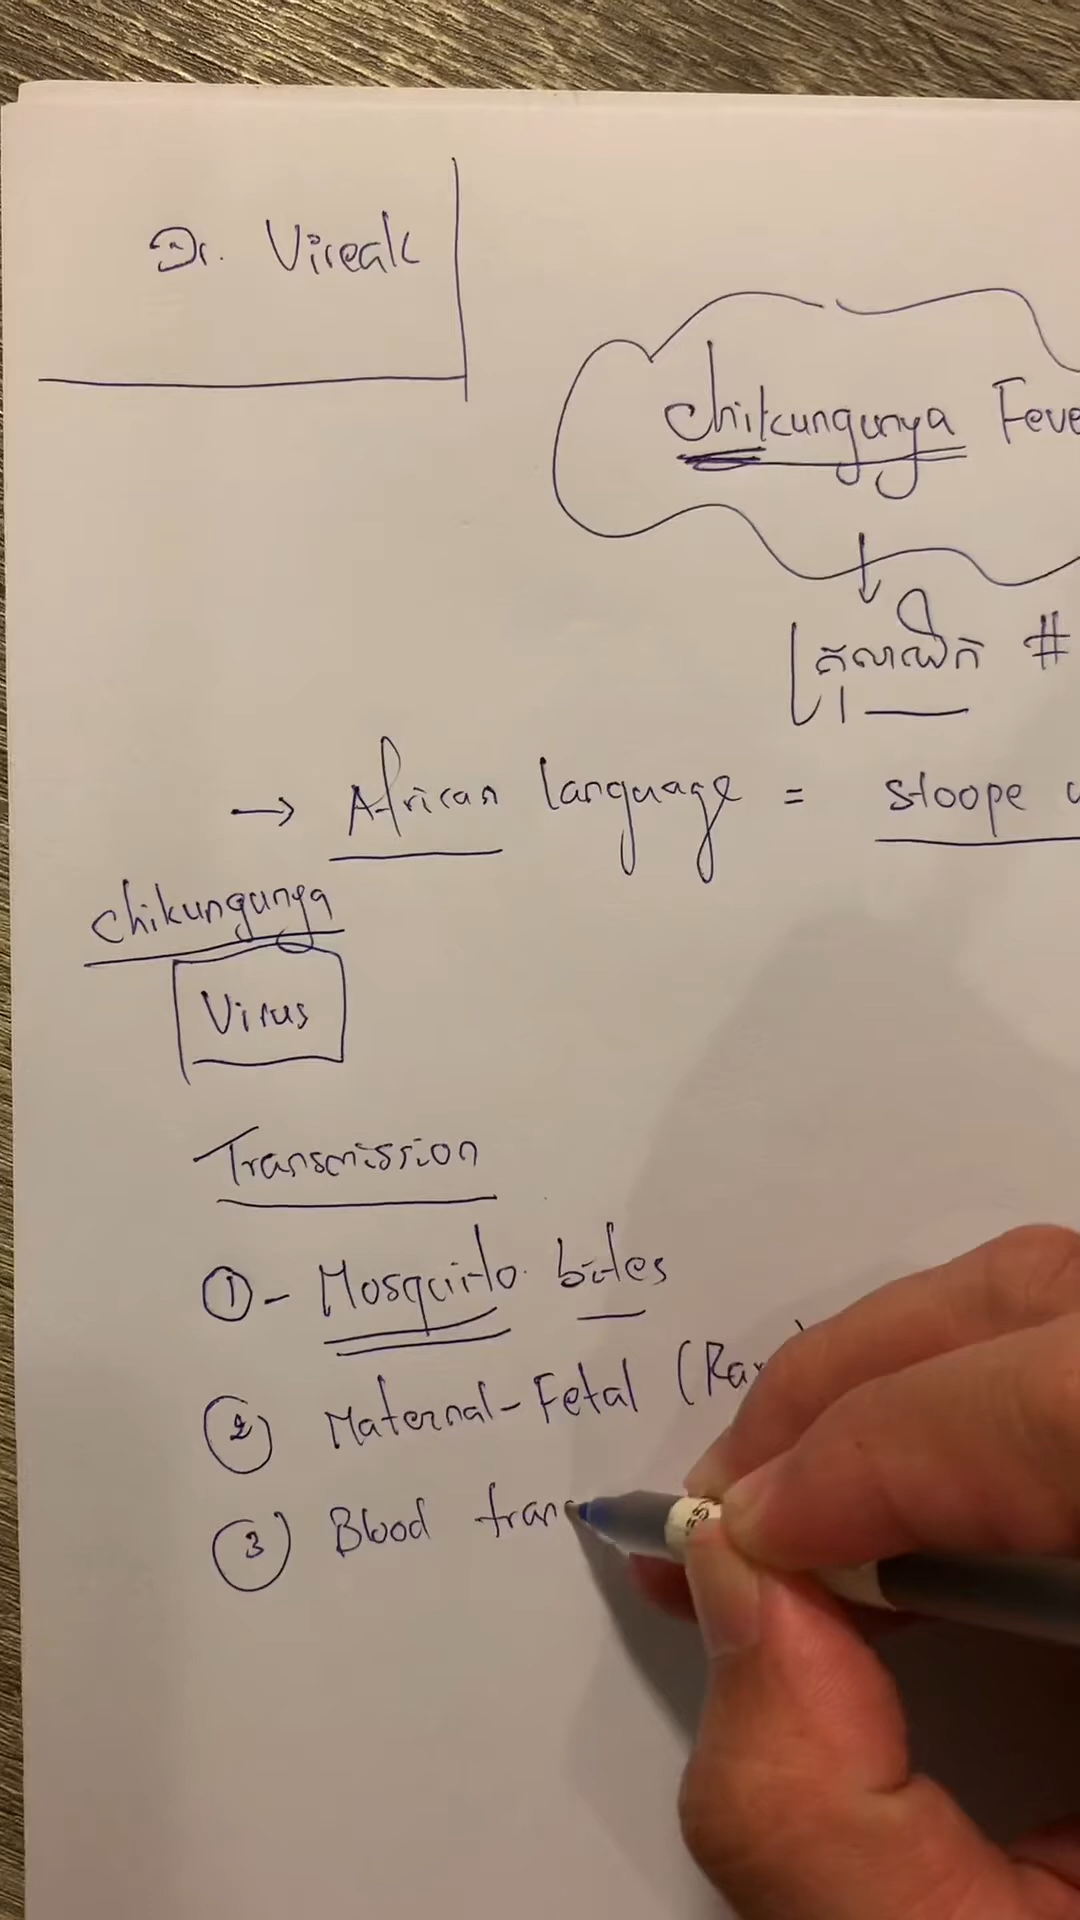 Dr. Vireak
Chikungunya Feve
គ្រុនឈឺក #
→ African language = stoope u
Chikungunya
Virus
Transmission
① - Mosquito bites
② Maternal-Fetal (Rar)
③ Blood tran